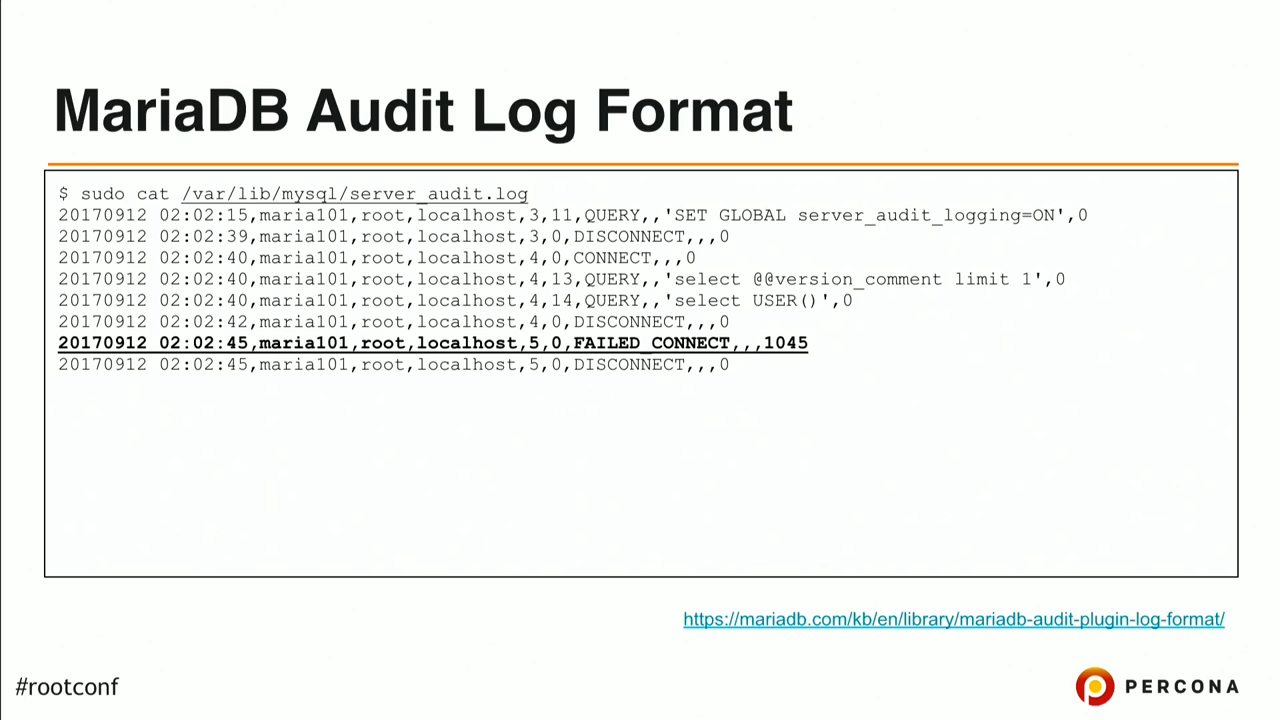 MariaDB Audit Log Format
$ sudo cat /var/lib/mysql/server_audit.log
20170912 02:02:15,maria101,root,localhost,3,11,QUERY,,'SET GLOBAL server_audit_logging=ON',0
20170912 02:02:39,maria101,root,localhost,3,0,DISCONNECT,,,0
20170912 02:02:40,maria101,root,localhost,4,0,CONNECT,,,0
20170912 02:02:40,maria101,root,localhost,4,13,QUERY,,'select @@version_comment limit 1',0
20170912 02:02:40,maria101,root,localhost,4,14,QUERY,,'select USER()',0
20170912 02:02:42,maria101,root,localhost,4,0,DISCONNECT,,,0
20170912 02:02:45,maria101,root,localhost,5,0,FAILED_CONNECT,,,1045
20170912 02:02:45,maria101,root,localhost,5,0,DISCONNECT,,,0
https://mariadb.com/kb/en/library/mariadb-audit-plugin-log-format/
#rootconf
PERCONA